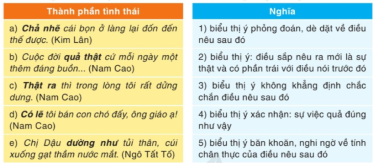 Thành phần tình thái
Nghĩa
a) Chả nhẽ cái bọn ở làng lại đốn đến
thế được. (Kim Lân)
b) Cuộc đời quả thật cứ mỗi ngày một
thêm đáng buồn... (Nam Cao)
c) Thật ra thì trong lòng tôi rất dửng
dưng. (Nam Cao)
d) Có lẽ tôi bán con chó đấy, ông giáo ạ!
(Nam Cao)
e) Chị Dậu dường như tủi thân, cúi
xuống gạt thầm nước mắt. (Ngô Tất Tố)
1) biểu thị ý phỏng đoán, dè dặt về điều
nêu sau đó
2) biểu thị ý: điều sắp nêu ra mới là sự
thật và có phần trái với điều nói trước đó
3) biểu thị ý không khẳng định chắc
chắn điều nêu sau đó
4) biểu thị ý xác nhận: sự việc quả đúng
như vậy
5) biểu thị ý băn khoăn, nghi ngờ về tính
chân thực của điều nêu sau đó